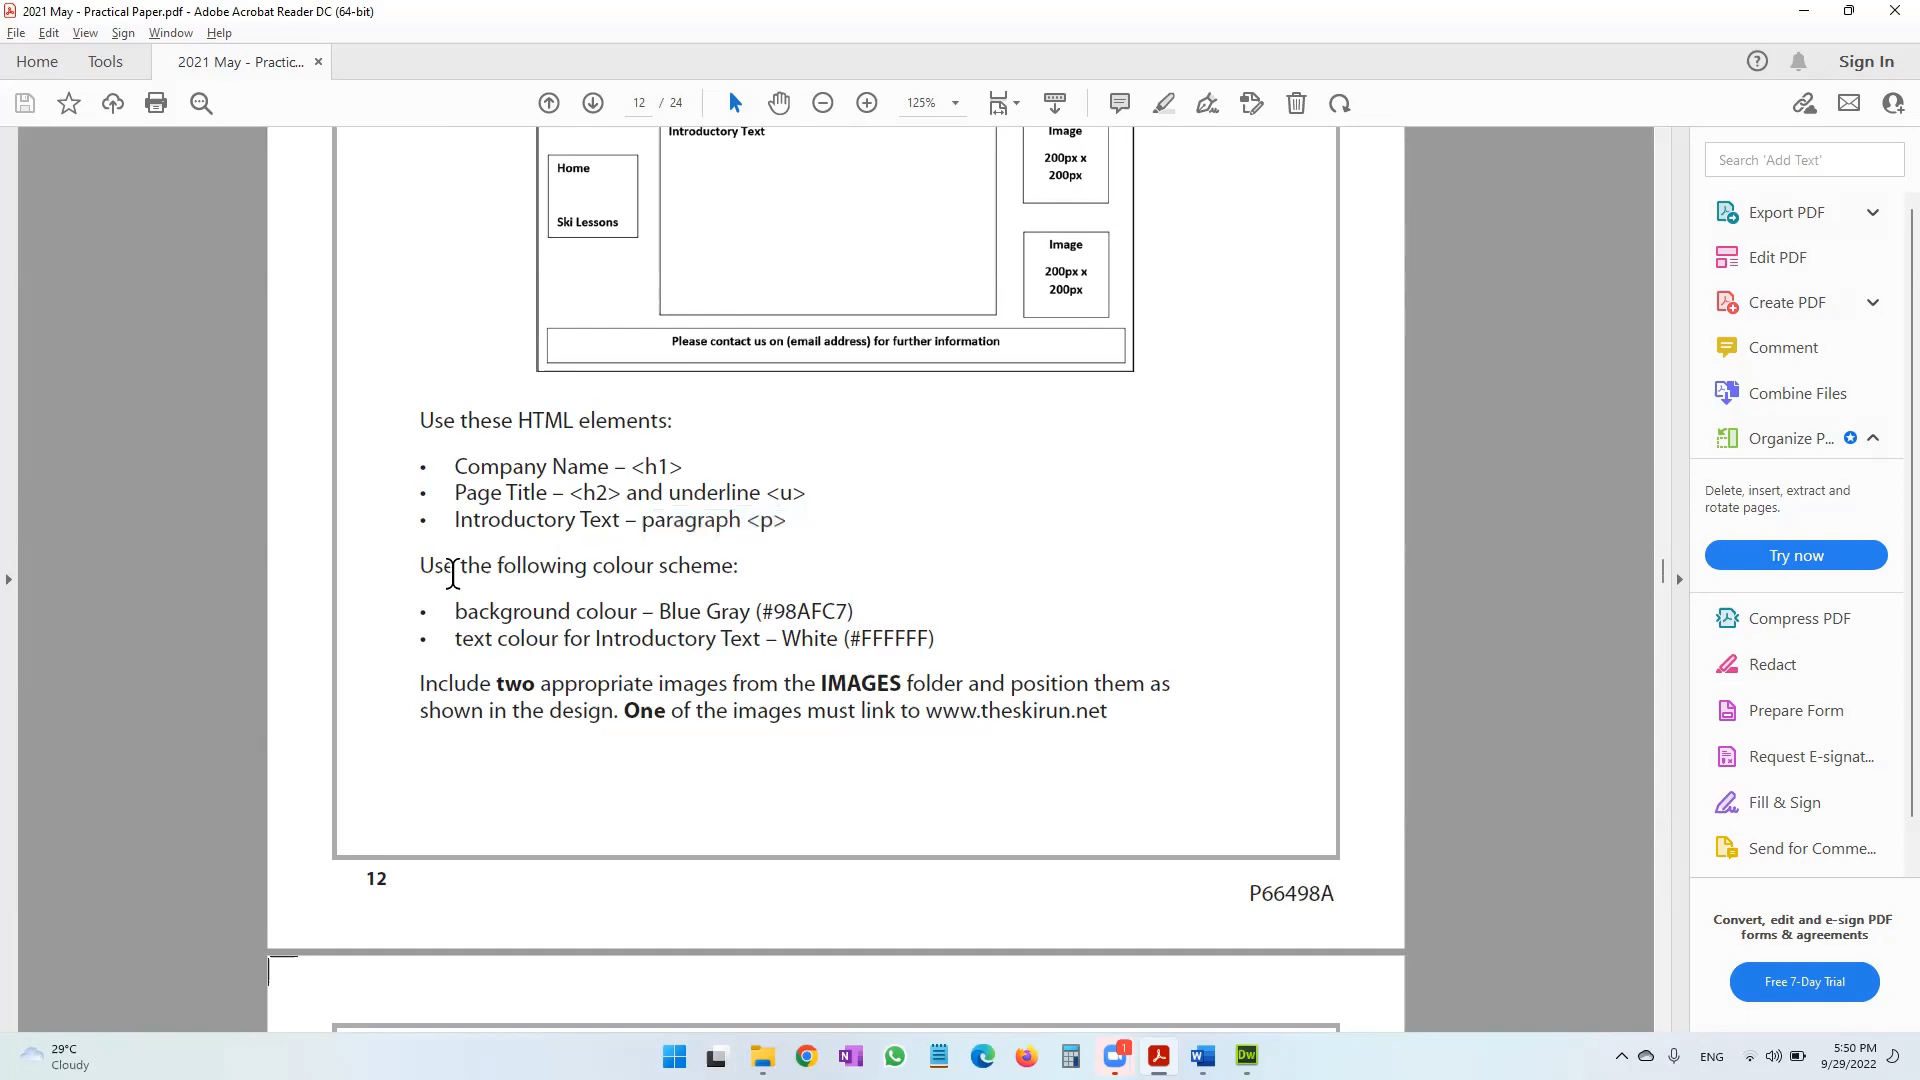 2021 May - Practical Paper.pdf - Adobe Acrobat Reader DC (64-bit)
File Edit View Sign Window Help
Home Tools 2021 May - Practic... × Sign In
12 / 24 125%
Introductory Text
Home
Ski Lessons
Image
200px x
200px
Image
200px x
200px
Please contact us on (email address) for further information
Use these HTML elements:
• Company Name – <h1>
• Page Title – <h2> and underline <u>
• Introductory Text – paragraph <p>
Use the following colour scheme:
• background colour – Blue Gray (#98AFC7)
• text colour for Introductory Text – White (#FFFFFF)
Include two appropriate images from the IMAGES folder and position them as
shown in the design. One of the images must link to www.theskirun.net
12
P66498A
Search 'Add Text'
Export PDF
Edit PDF
Create PDF
Comment
Combine Files
Organize P...
Delete, insert, extract and
rotate pages.
Try now
Compress PDF
Redact
Prepare Form
Request E-signat...
Fill & Sign
Send for Comme...
Convert, edit and e-sign PDF
forms & agreements
Free 7-Day Trial
29°C
Cloudy
1
Dw
ENG
5:50 PM
9/29/2022